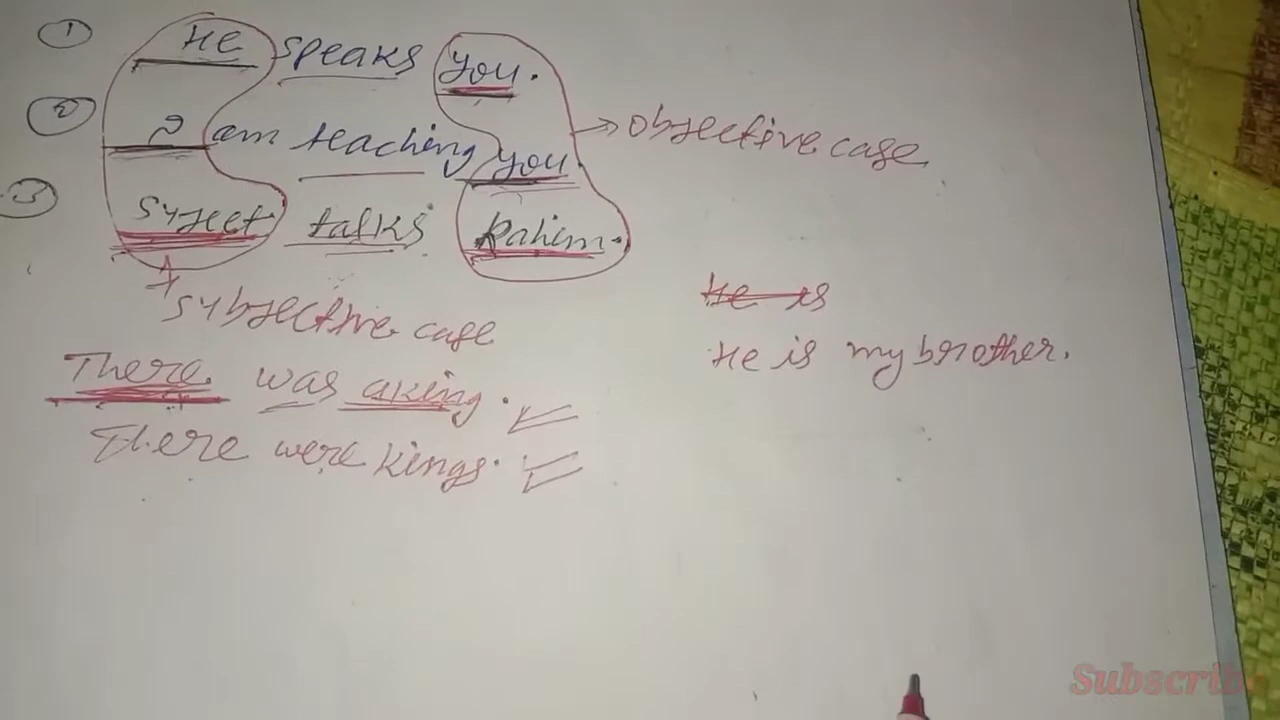 ① He speaks you.
② I am teaching you.
③ Syjeet talks Rahim.
→ objective case
subjective case
There was a king.
There were kings.
He is
He is my brother.
Subscribe